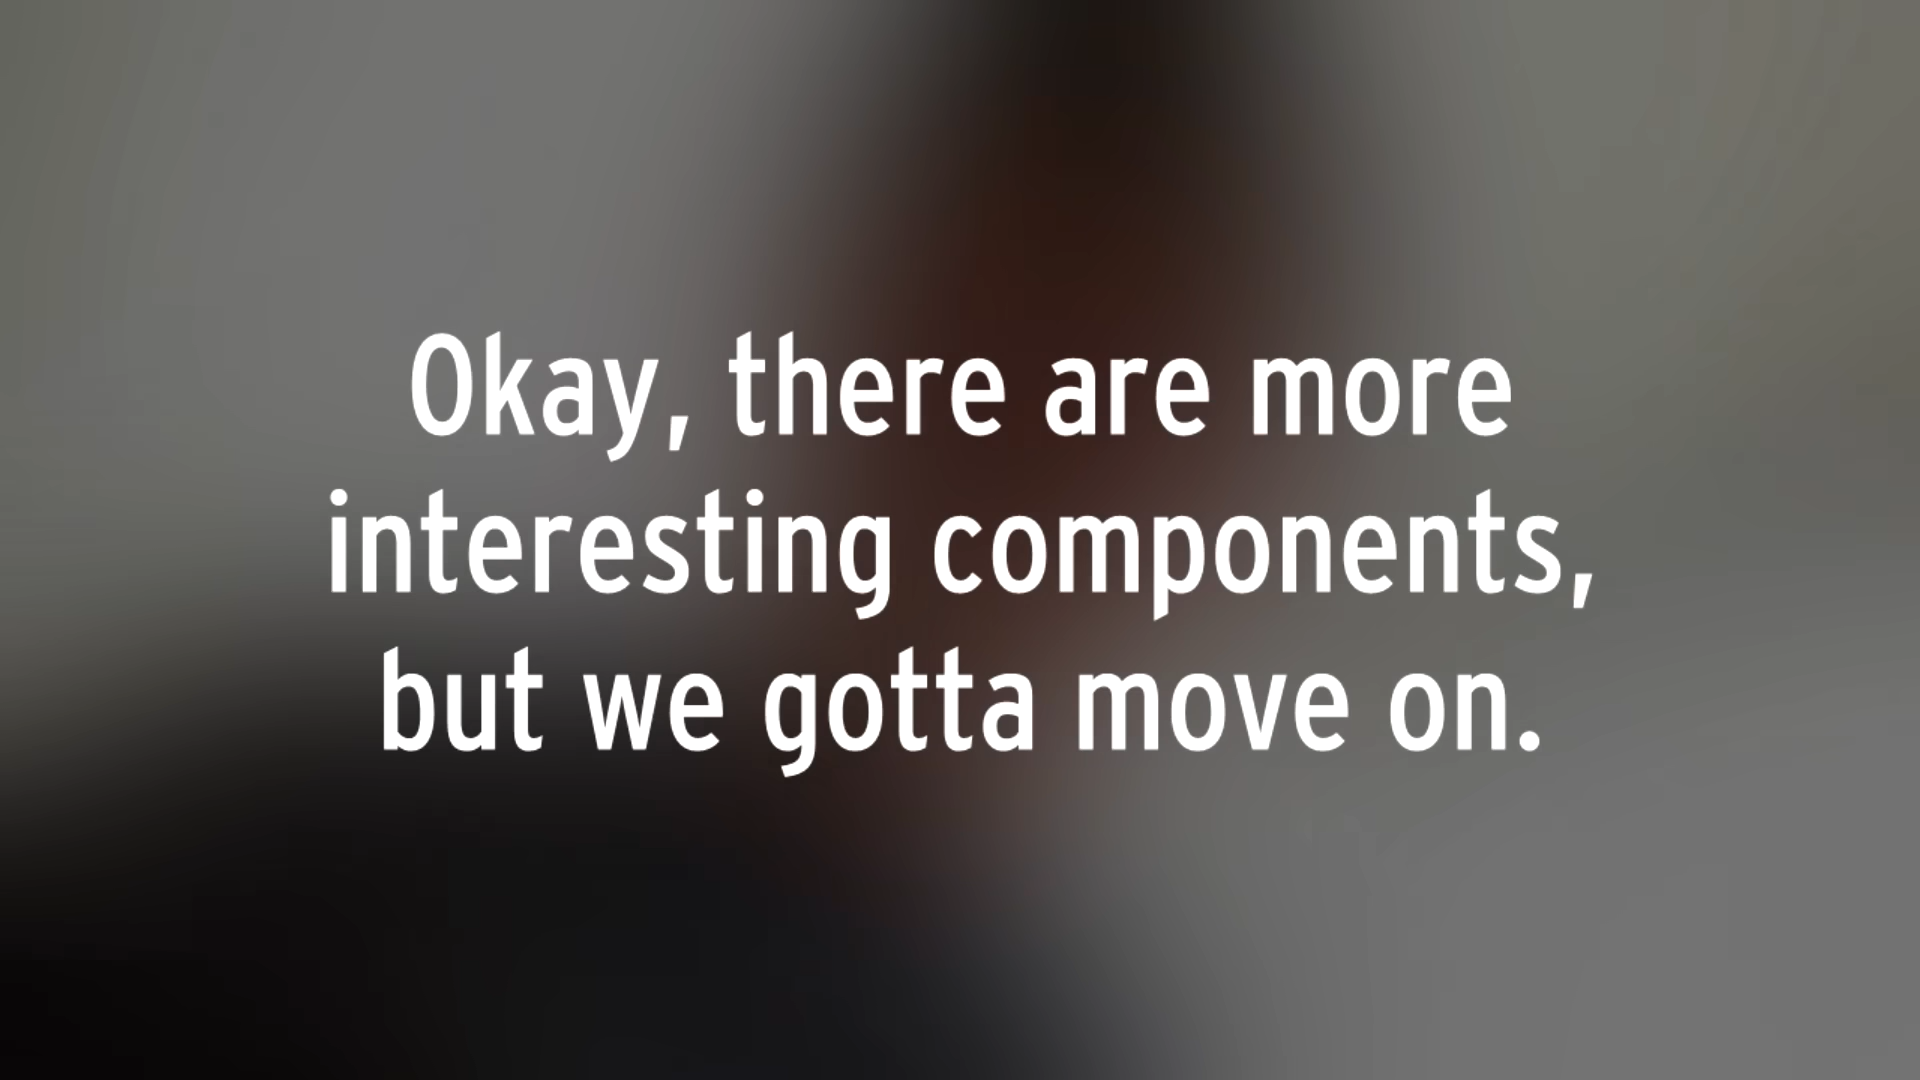 Okay, there are more
interesting components,
but we gotta move on.